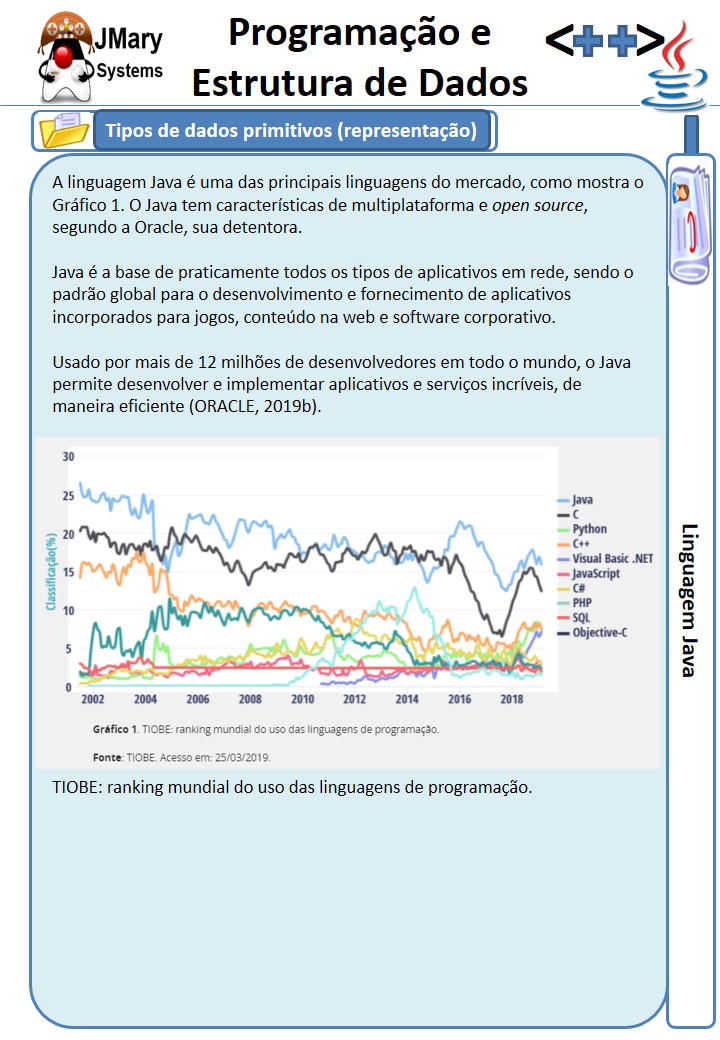 JMary
Systems
Programação e
Estrutura de Dados
<++>
Tipos de dados primitivos (representação)
A linguagem Java é uma das principais linguagens do mercado, como mostra o
Gráfico 1. O Java tem características de multiplataforma e open source,
segundo a Oracle, sua detentora.
Java é a base de praticamente todos os tipos de aplicativos em rede, sendo o
padrão global para o desenvolvimento e fornecimento de aplicativos
incorporados para jogos, conteúdo na web e software corporativo.
Usado por mais de 12 milhões de desenvolvedores em todo o mundo, o Java
permite desenvolver e implementar aplicativos e serviços incríveis, de
maneira eficiente (ORACLE, 2019b).
Classificação(%)
30
25
20
15
10
5
0
2002 2004 2006 2008 2010 2012 2014 2016 2018
Java
C
Python
C++
Visual Basic .NET
JavaScript
C#
PHP
SQL
Objective-C
Gráfico 1. TIOBE: ranking mundial do uso das linguagens de programação.
Fonte: TIOBE. Acesso em: 25/03/2019.
TIOBE: ranking mundial do uso das linguagens de programação.
Linguagem Java